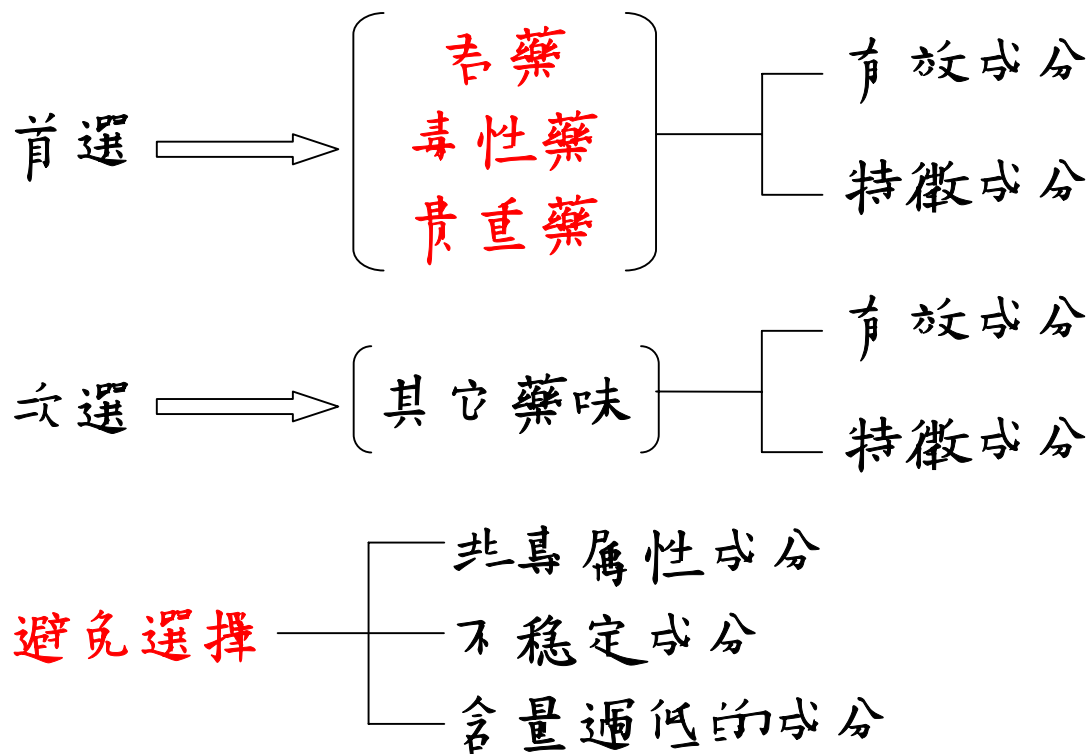 首選
君藥
毒性藥
貴重藥
有效成分
特徵成分
次選
其它藥味
有效成分
特徵成分
避免選擇
非專屬性成分
不穩定成分
含量過低的成分